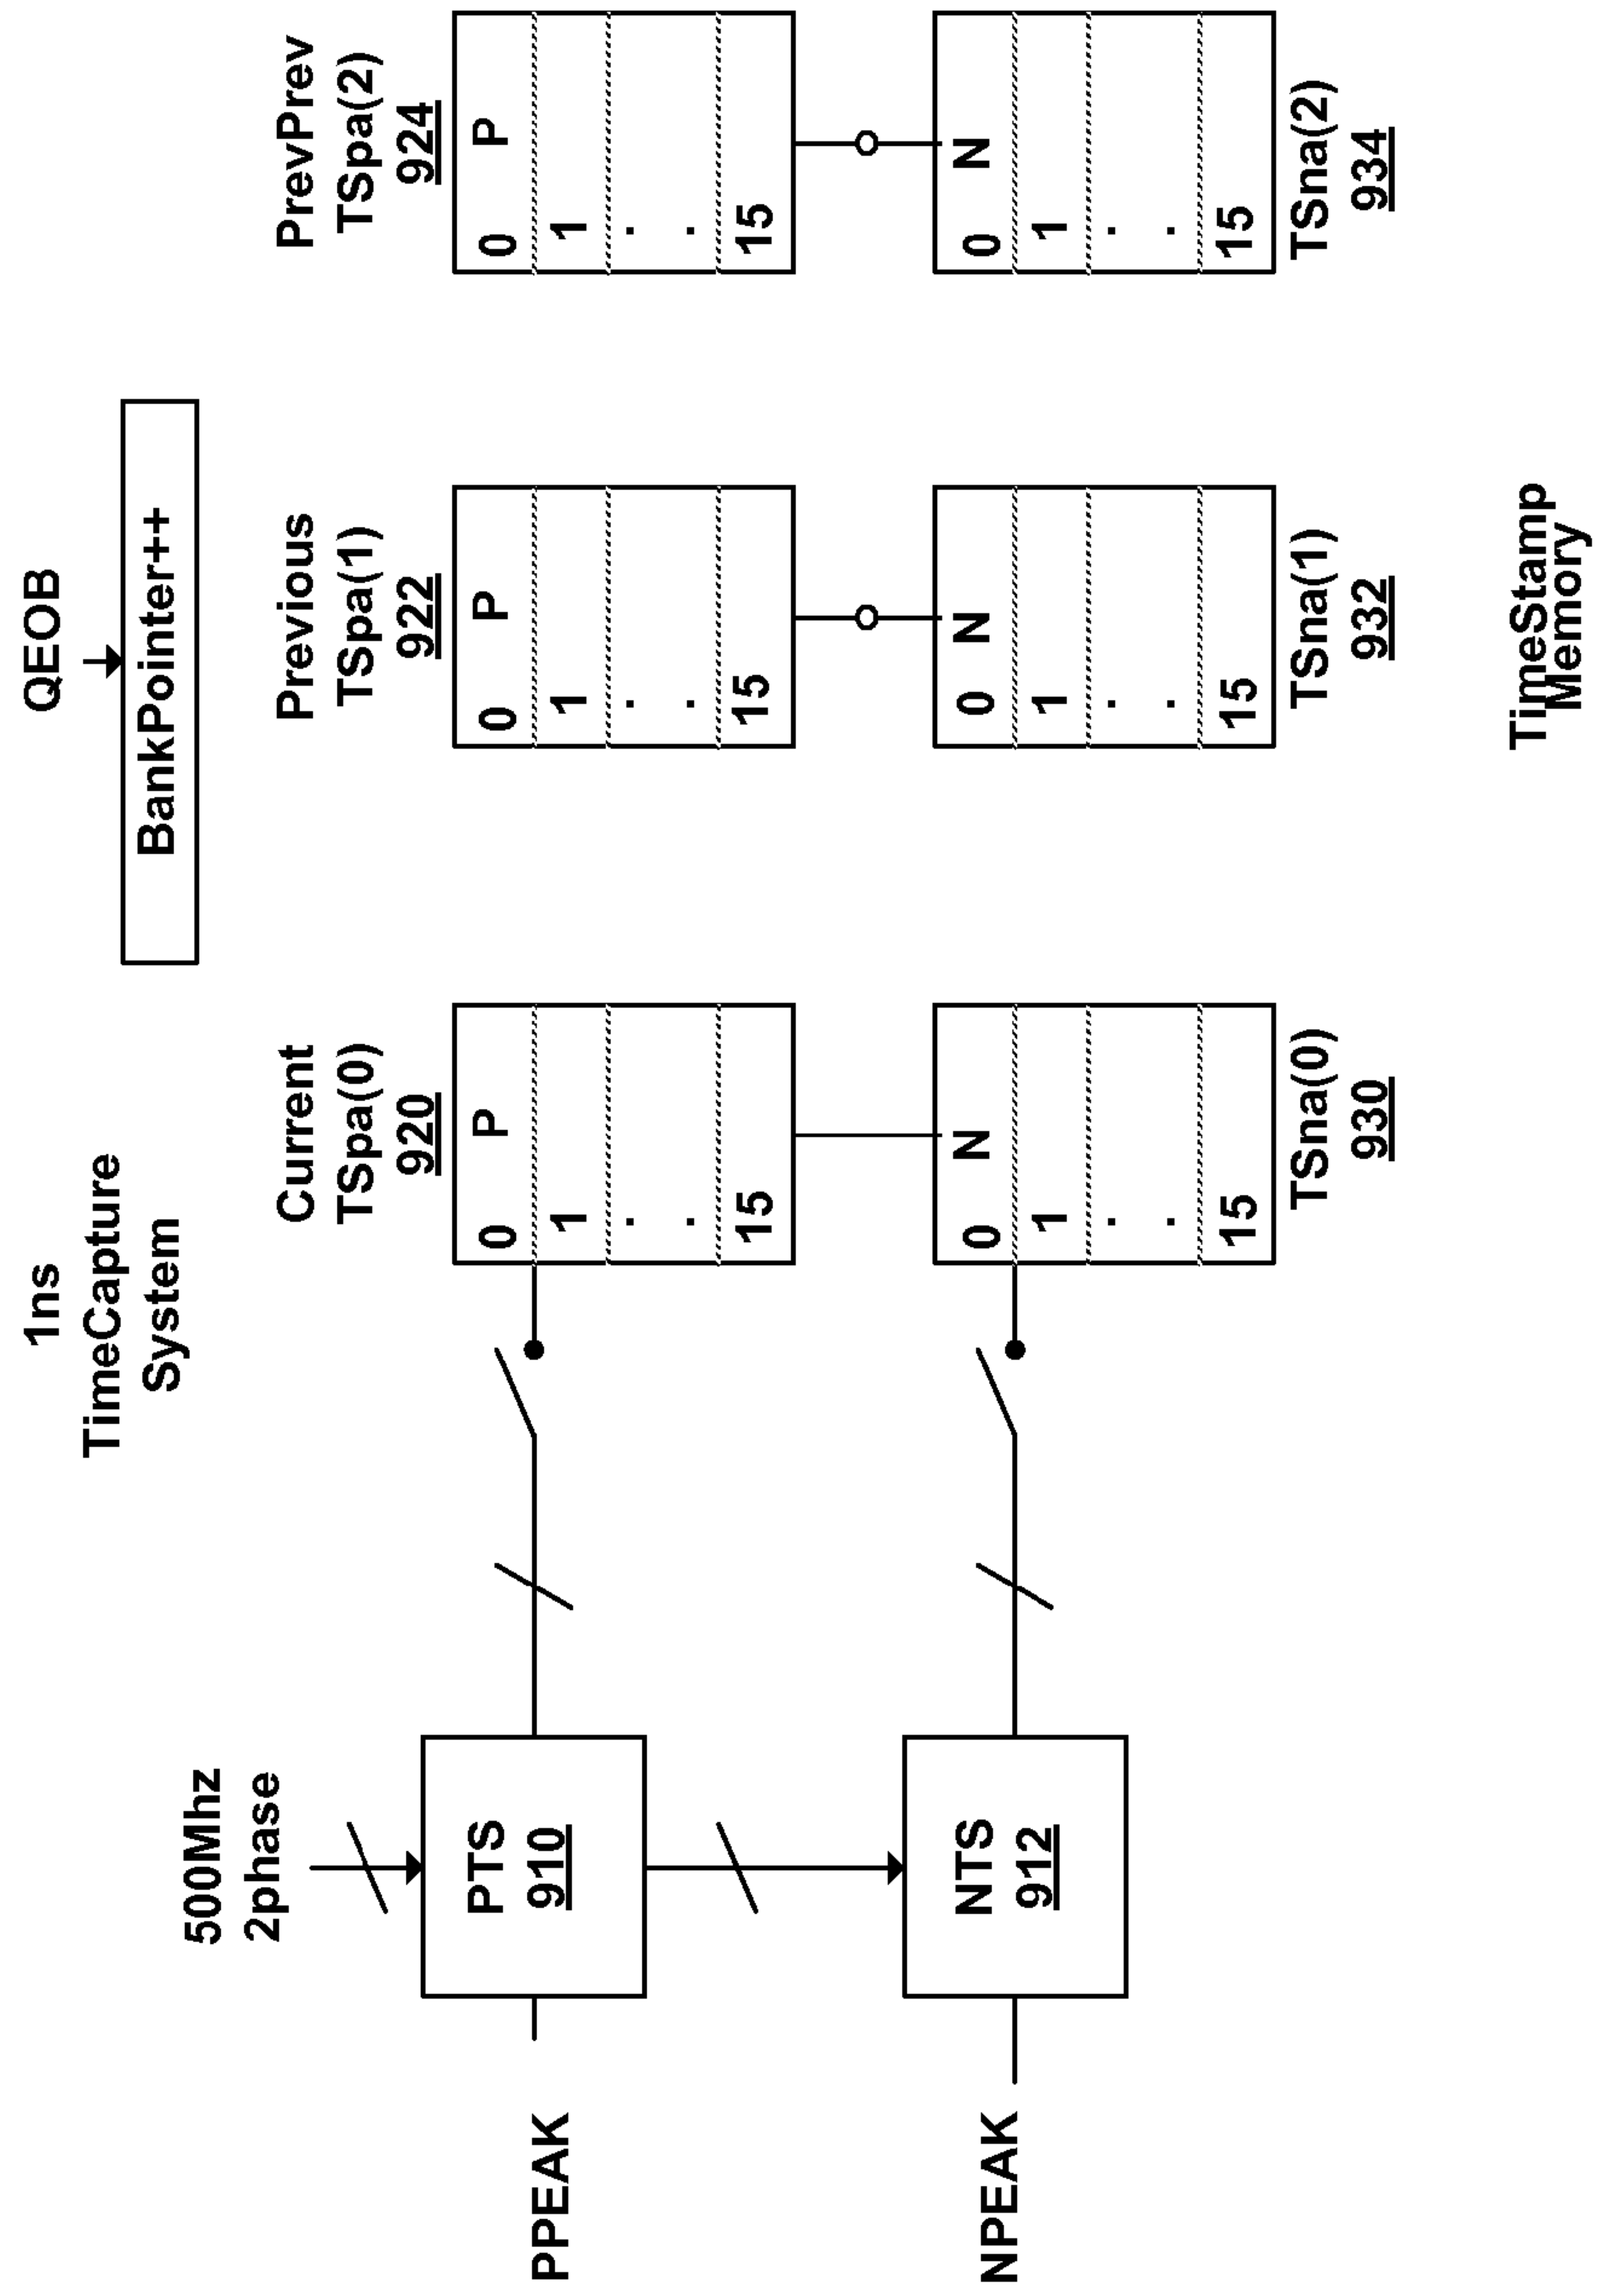 1ns
TimeCapture
System
QEOB
BankPointer++
500Mhz
2phase
Current
TSpa(0)
920
Previous
TSpa(1)
922
PrevPrev
TSpa(2)
924
PPEAK
PTS
910
0 P
1
. .
15
0 P
1
. .
15
0 P
1
. .
15
NPEAK
NTS
912
0 N
1
. .
15
0 N
1
. .
15
0 N
1
. .
15
TSna(0)
930
TSna(1)
932
TSna(2)
934
TimeStamp
Memory